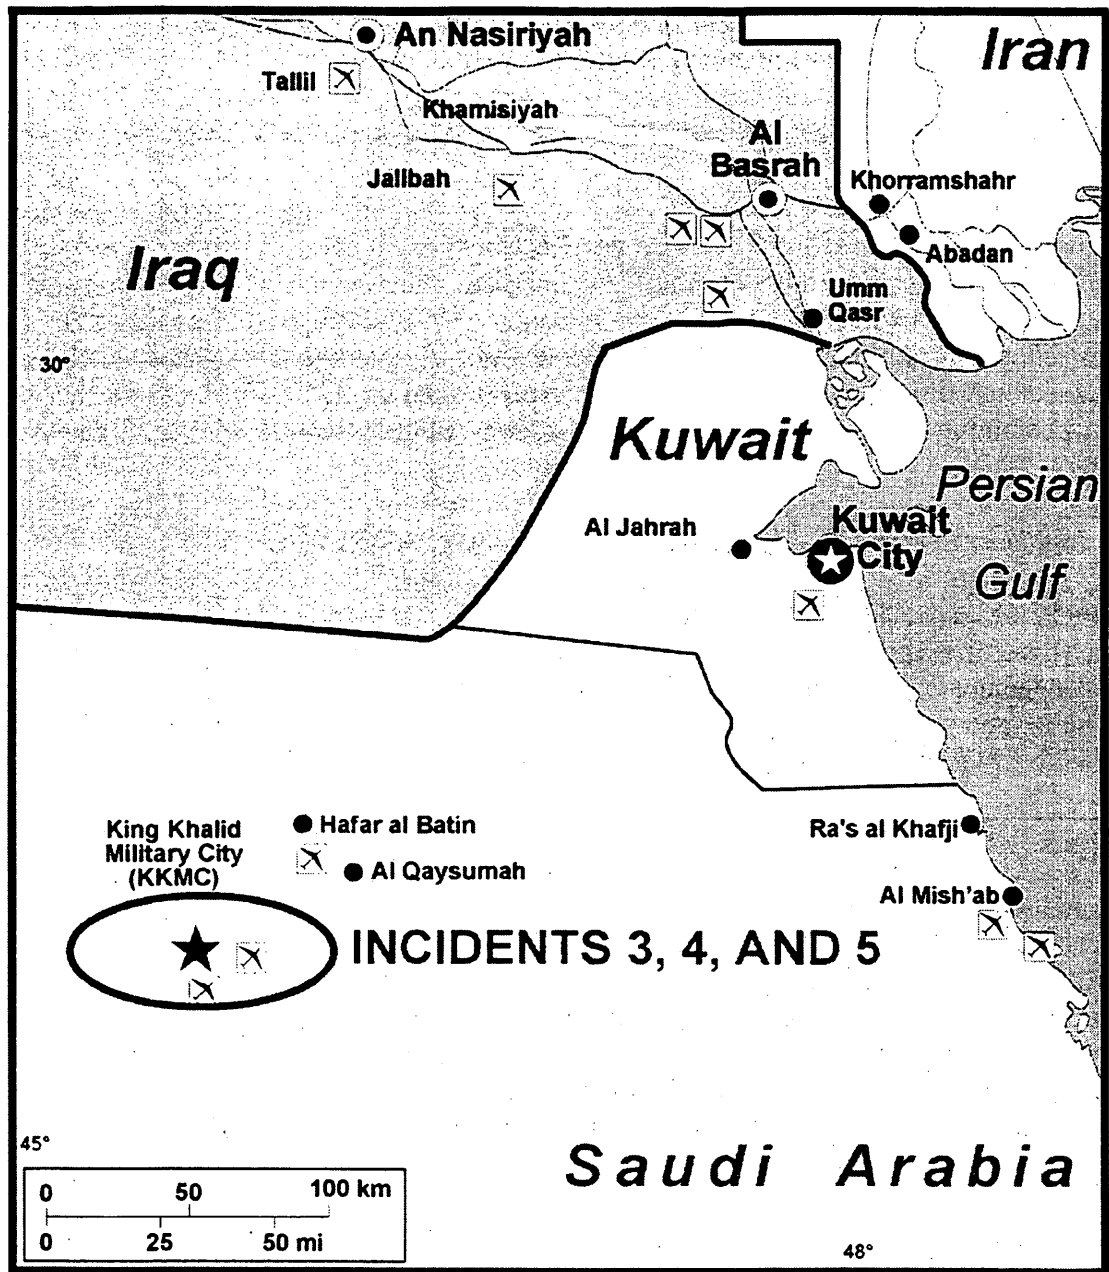 An Nasiriyah
Iran
Tallil
Khamisiyah
Al
Basrah
Jalibah
Khorramshahr
Abadan
Iraq
Umm
Qasr
30°
Kuwait
Persian
Gulf
Al Jahrah
Kuwait
City
King Khalid
Military City
(KKMC)
Hafar al Batin
Al Qaysumah
Ra's al Khafji
Al Mish'ab
INCIDENTS 3, 4, AND 5
45°
Saudi Arabia
0 50 100 km
0 25 50 mi
48°